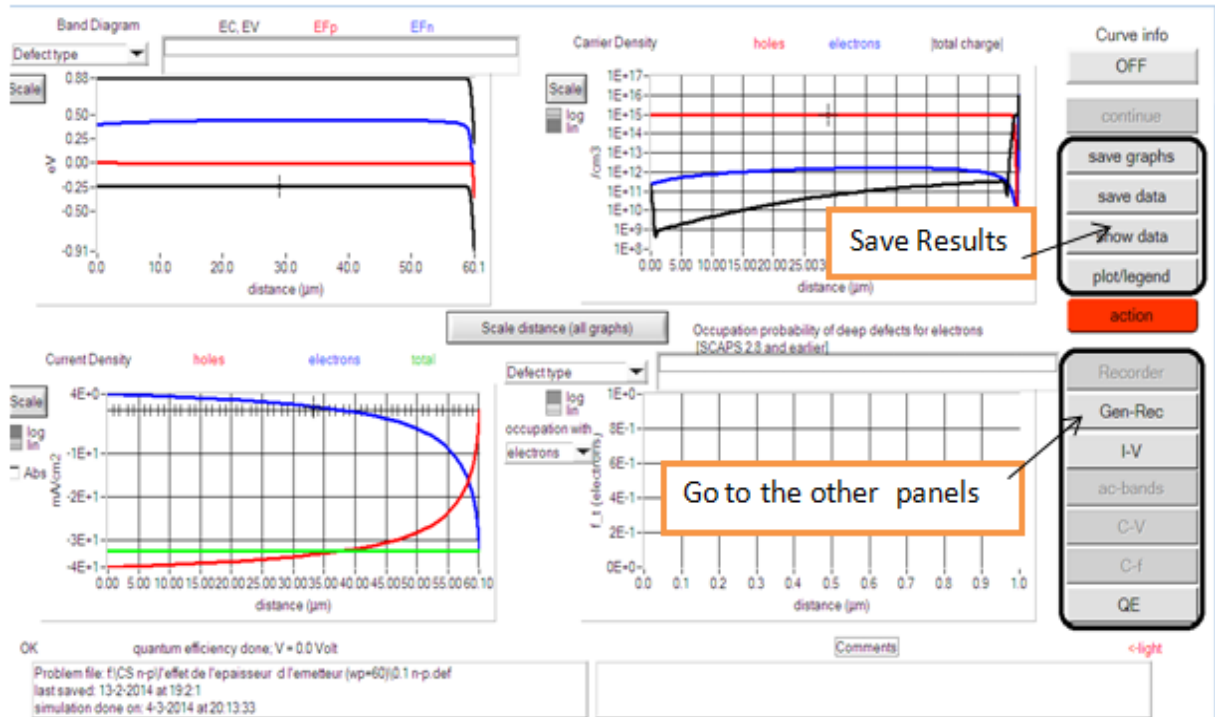 Band Diagram EC, EV EFp EFn
Defect type
Scale
0.88
0.50
0.25
0.00
-0.25
-0.50
-0.91
eV
0.0 10.0 20.0 30.0 40.0 50.0 60.1
distance (µm)
Carrier Density holes electrons |total charge|
Scale
log
lin
1E+17
1E+16
1E+15
1E+14
1E+13
1E+12
1E+11
1E+10
1E+9
1E+8
/cm3
0.00 5.00 10.00 15.00 20.00 25.00
distance (µm)
Save Results
Curve info
OFF
continue
save graphs
save data
show data
plot/legend
action
Scale distance (all graphs)
Current Density holes electrons total
Scale
log
lin
Abs
4E+0
-1E+1
-2E+1
-3E+1
-4E+1
mA/cm2
0.00 5.00 10.00 15.00 20.00 25.00 30.00 35.00 40.00 45.00 50.00 55.00 60.10
distance (µm)
Occupation probability of deep defects for electrons
[SCAPS 2.8 and earlier]
Defect type
log
lin
occupation with
electrons
1E+0
8E-1
6E-1
4E-1
2E-1
0E+0
f_t (electrons)
0.0 0.1 0.2 0.3 0.4 0.5 0.6 0.7 0.8 0.9 1.0
distance (µm)
Go to the other panels
Recorder
Gen-Rec
I-V
ac-bands
C-V
C-f
QE
OK quantum efficiency done; V = 0.0 Volt
Problem file: f:\CS n-p\l'effet de l'epaisseur d l'emetteur (wp+60)\0.1 n-p.def
last saved: 13-2-2014 at 19:2:1
simulation done on: 4-3-2014 at 20:13:33
Comments
<-light